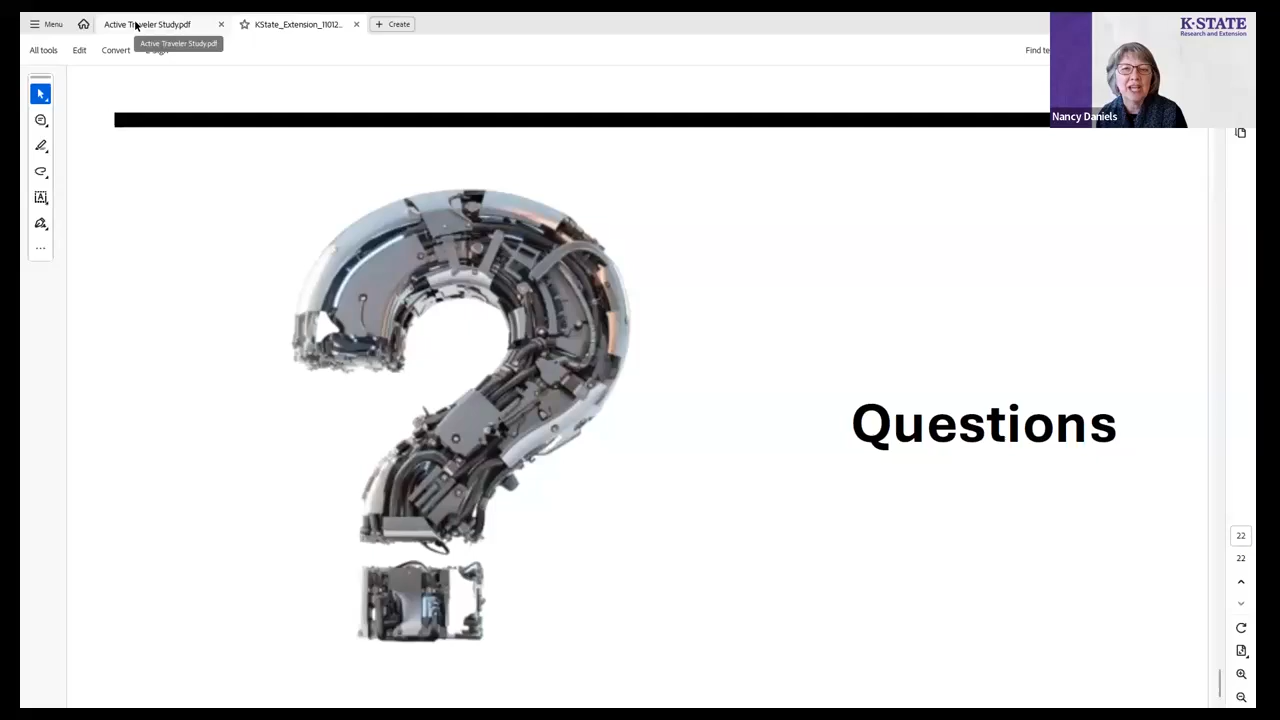 Menu
Active Traveler Study.pdf
KState_Extension_11012...
Create
Active Traveler Study.pdf
All tools
Edit
Convert
Find te
K-STATE
Research and Extension
Nancy Daniels
Questions
22
22